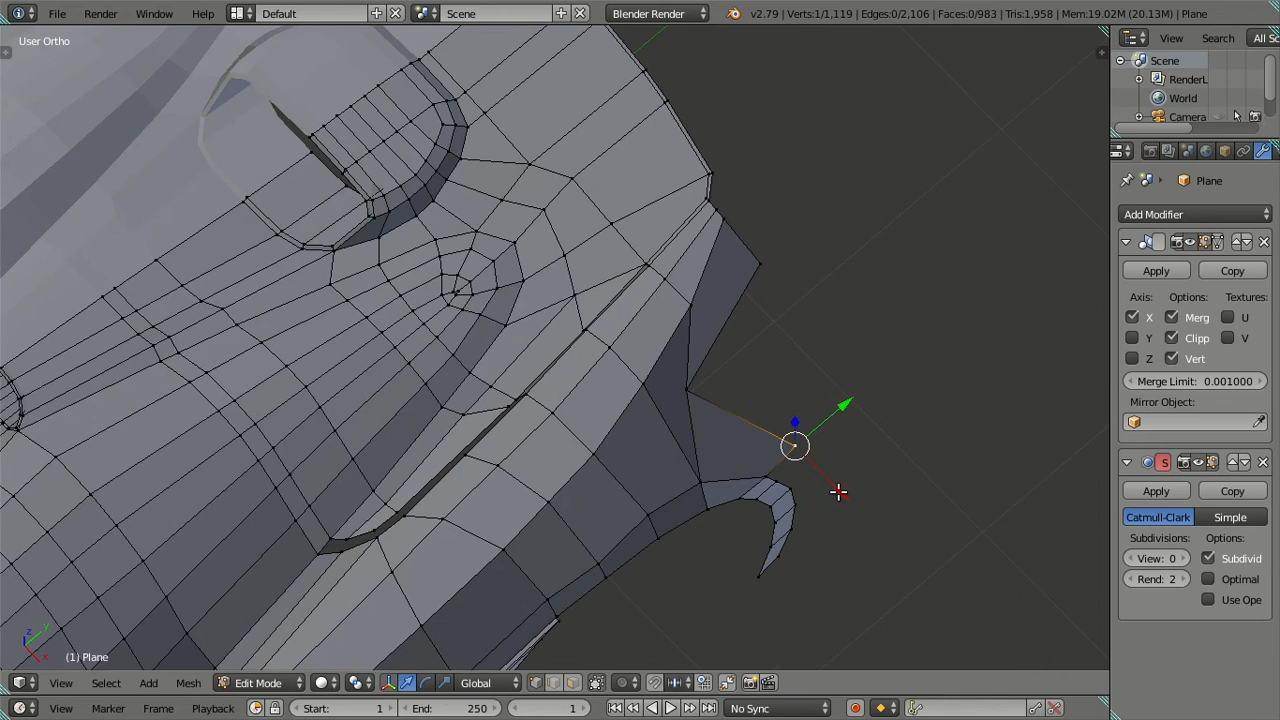 File Render Window Help Default Scene Blender Render v2.79 | Verts:1/1,119 | Edges:0/2,106 | Faces:0/983 | Tris:1,958 | Mem:19.02M (20.13M) | Plane
User Ortho
View Search All Sc
Scene
RenderL
World
Camera
Plane
Add Modifier
Apply Copy
Axis: Options: Textures:
X Merg U
Y Clipp V
Z Vert
Merge Limit: 0.001000
Mirror Object:
S
Apply Copy
Catmull-Clark Simple
Subdivisions: Options:
View: 0 Subdivid
Rend: 2 Optimal
Use Ope
z y x
(1) Plane
View Select Add Mesh Edit Mode Global
View Marker Frame Playback Start: 1 End: 250 1 No Sync